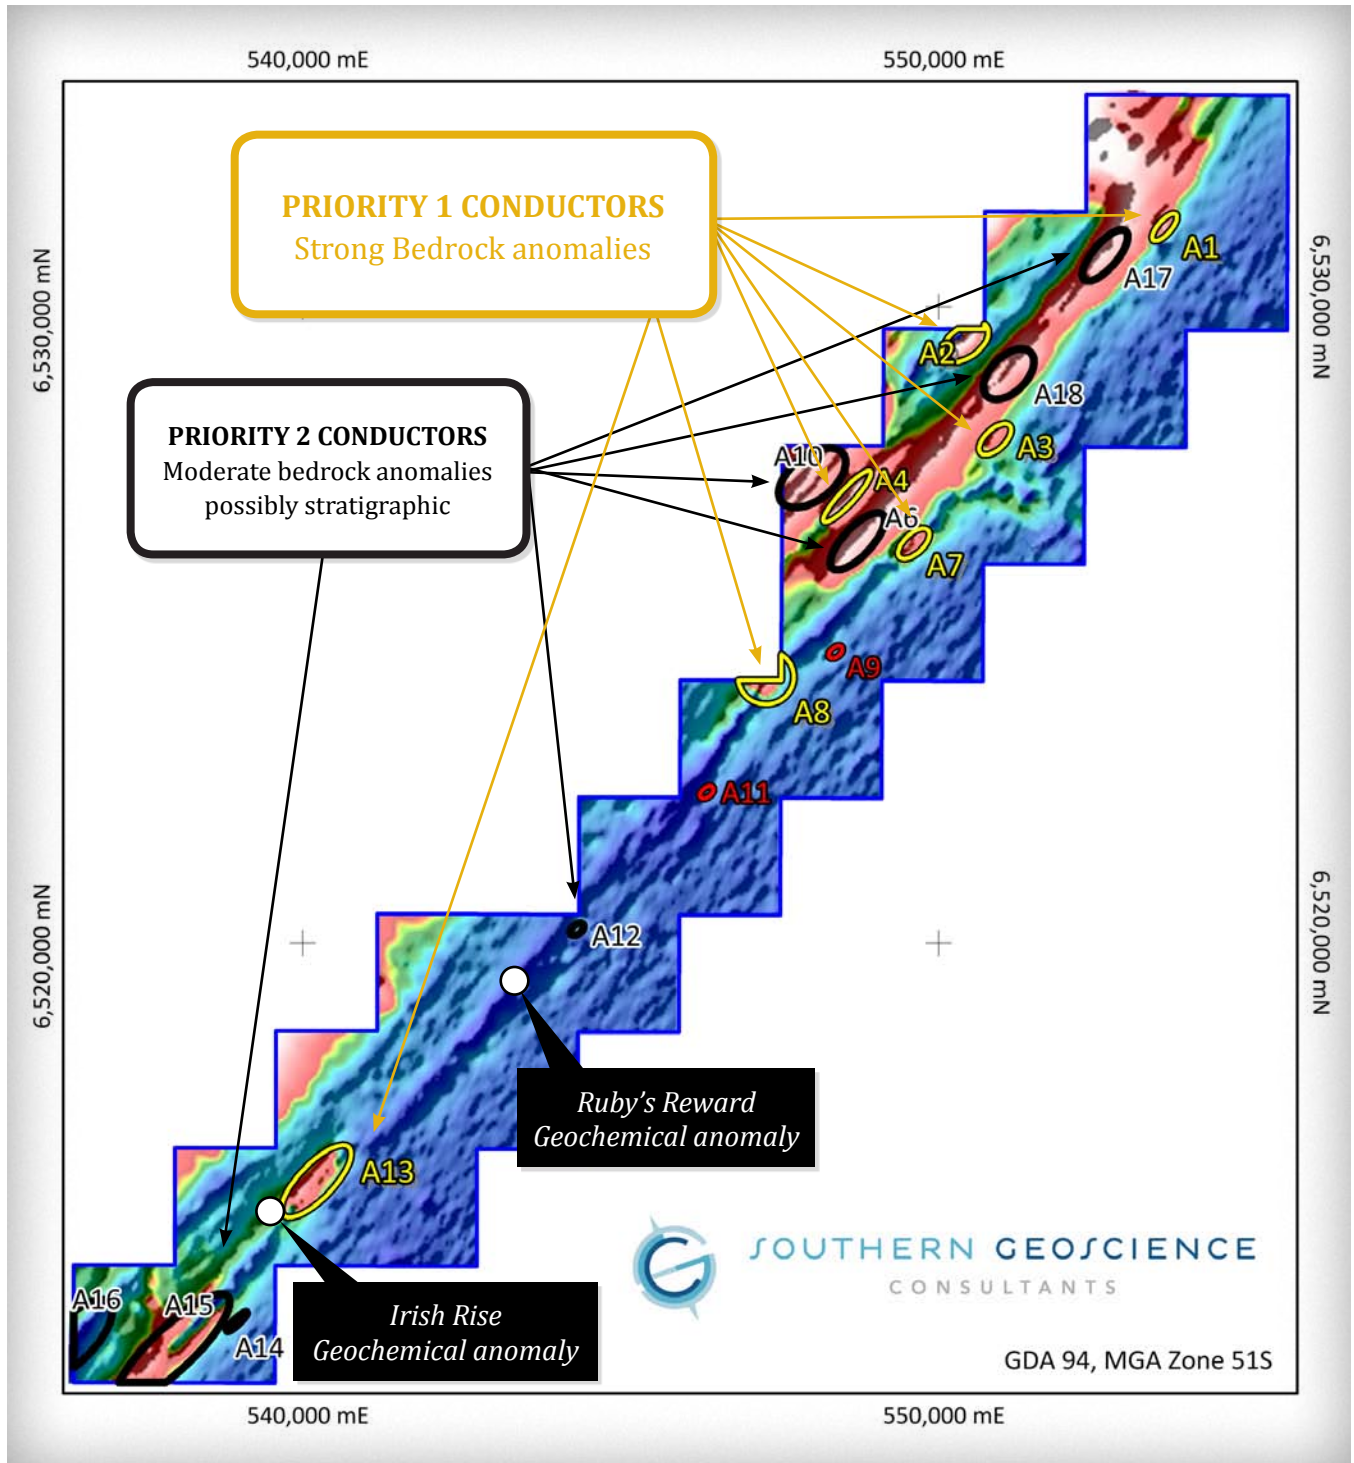 540,000 mE
550,000 mE
6,530,000 mN
6,530,000 mN
PRIORITY 1 CONDUCTORS
Strong Bedrock anomalies
A1
A17
A2
A18
PRIORITY 2 CONDUCTORS
Moderate bedrock anomalies
possibly stratigraphic
A3
A10
A4
A6
A7
A9
A8
A11
6,520,000 mN
6,520,000 mN
A12
Ruby’s Reward
Geochemical anomaly
A13
SOUTHERN GEOSCIENCE
CONSULTANTS
A16
A15
A14
Irish Rise
Geochemical anomaly
GDA 94, MGA Zone 51S
540,000 mE
550,000 mE